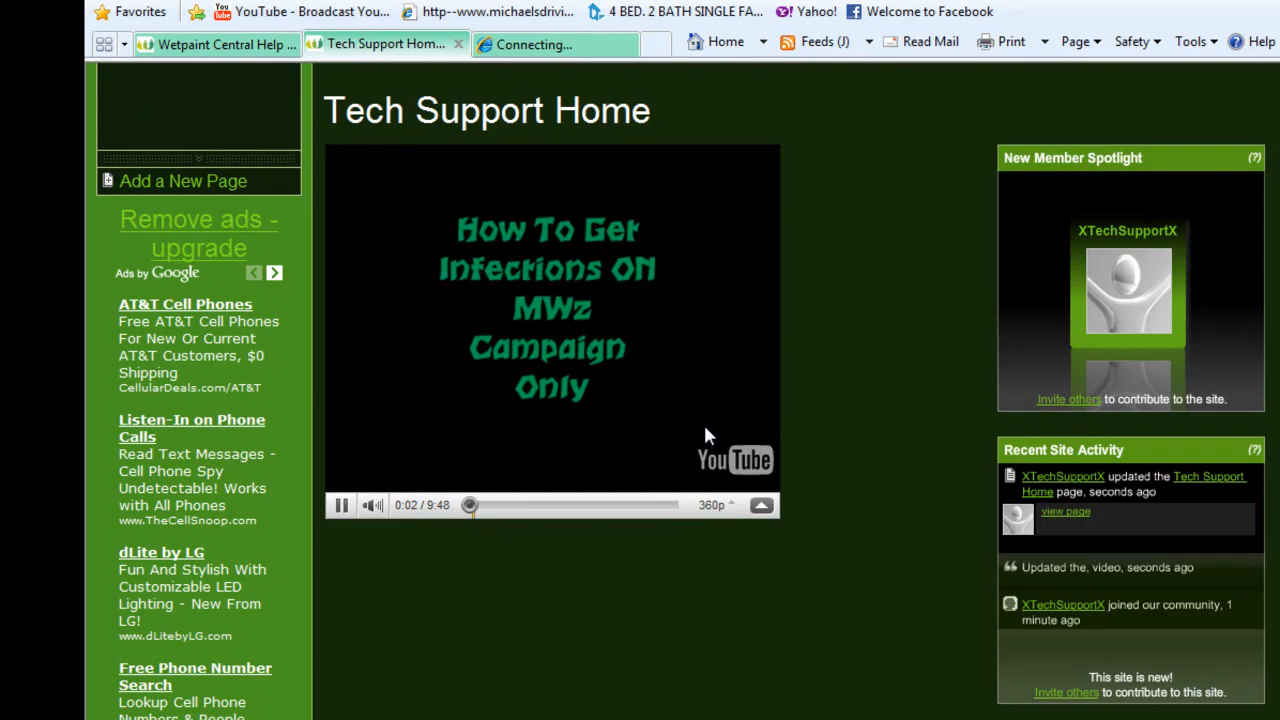 Favorites
YouTube - Broadcast You...
http--www.michaelsdrivi...
4 BED. 2 BATH SINGLE FA...
Yahoo!
Welcome to Facebook
Wetpaint Central Help ...
Tech Support Hom...
Connecting...
Home
Feeds (J)
Read Mail
Print
Page
Safety
Tools
Help
Add a New Page
Remove ads -
upgrade
Ads by Google
AT&T Cell Phones
Free AT&T Cell Phones
For New Or Current
AT&T Customers, $0
Shipping
CellularDeals.com/AT&T
Listen-In on Phone
Calls
Read Text Messages -
Cell Phone Spy
Undetectable! Works
with All Phones
www.TheCellSnoop.com
dLite by LG
Fun And Stylish With
Customizable LED
Lighting - New From
LG!
www.dLitebyLG.com
Free Phone Number
Search
Lookup Cell Phone
Numbers & People
Tech Support Home
How To Get
Infections ON
MWz
Campaign
Only
YouTube
0:02 / 9:48
360p
New Member Spotlight
(?)
XTechSupportX
Invite others to contribute to the site.
Recent Site Activity
(?)
XTechSupportX updated the Tech Support
Home page, seconds ago
view page
Updated the, video, seconds ago
XTechSupportX joined our community, 1
minute ago
This site is new!
Invite others to contribute to this site.